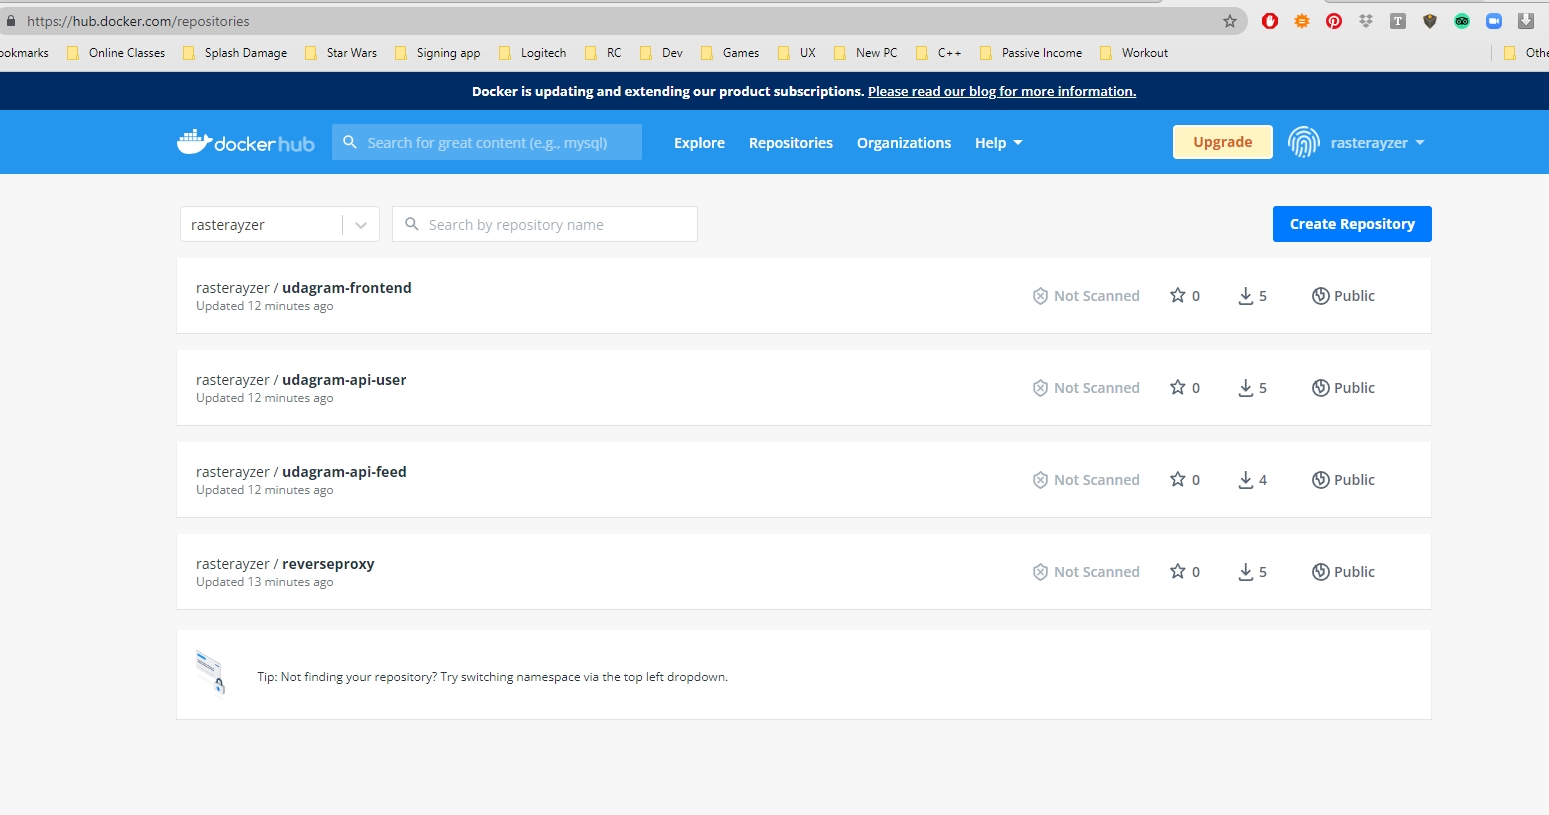 https://hub.docker.com/repositories
ookmarks Online Classes Splash Damage Star Wars Signing app Logitech RC Dev Games UX New PC C++ Passive Income Workout Othe
Docker is updating and extending our product subscriptions. Please read our blog for more information.
dockerhub Search for great content (e.g., mysql) Explore Repositories Organizations Help Upgrade rasterayzer
rasterayzer Search by repository name Create Repository
rasterayzer / udagram-frontend
Updated 12 minutes ago
Not Scanned 0 5 Public
rasterayzer / udagram-api-user
Updated 12 minutes ago
Not Scanned 0 5 Public
rasterayzer / udagram-api-feed
Updated 12 minutes ago
Not Scanned 0 4 Public
rasterayzer / reverseproxy
Updated 13 minutes ago
Not Scanned 0 5 Public
Tip: Not finding your repository? Try switching namespace via the top left dropdown.